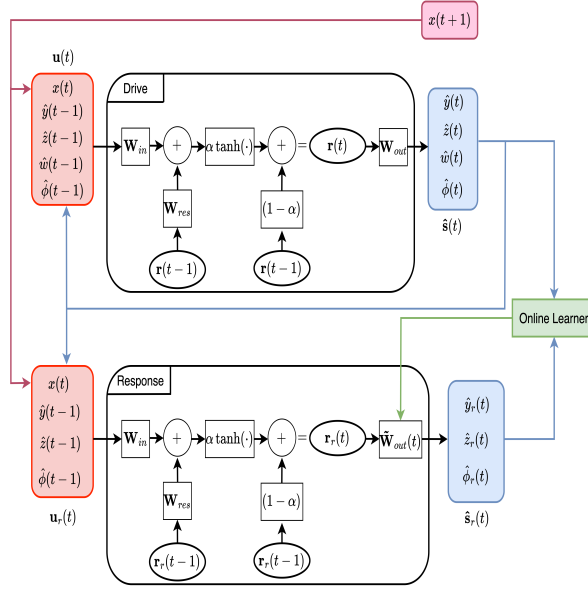 x(t+1)
u(t)
x(t)
ŷ(t−1)
ẑ(t−1)
ŵ(t−1)
ϕ̂(t−1)
Drive
W_in
+
α tanh(·)
+
=
r(t)
W_out
W_res
(1−α)
r(t−1)
r(t−1)
ŷ(t)
ẑ(t)
ŵ(t)
ϕ̂(t)
ŝ(t)
Online Learner
x(t)
ŷ(t−1)
ẑ(t−1)
ϕ̂(t−1)
u_r(t)
Response
W_in
+
α tanh(·)
+
=
r_r(t)
W̃_out(t)
W_res
(1−α)
r_r(t−1)
r_r(t−1)
ŷ_r(t)
ẑ_r(t)
ϕ̂_r(t)
ŝ_r(t)